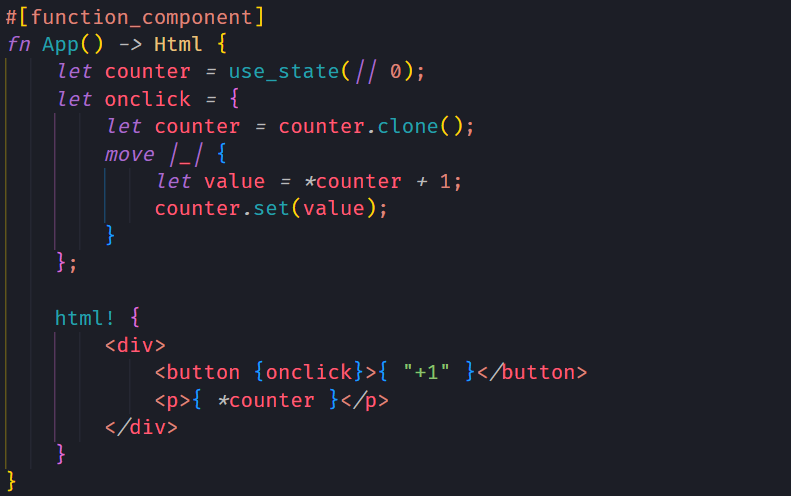 #[function_component]
fn App() -> Html {
    let counter = use_state(|| 0);
    let onclick = {
        let counter = counter.clone();
        move |_| {
            let value = *counter + 1;
            counter.set(value);
        }
    };

    html! {
        <div>
            <button {onclick}>{ "+1" }</button>
            <p>{ *counter }</p>
        </div>
    }
}